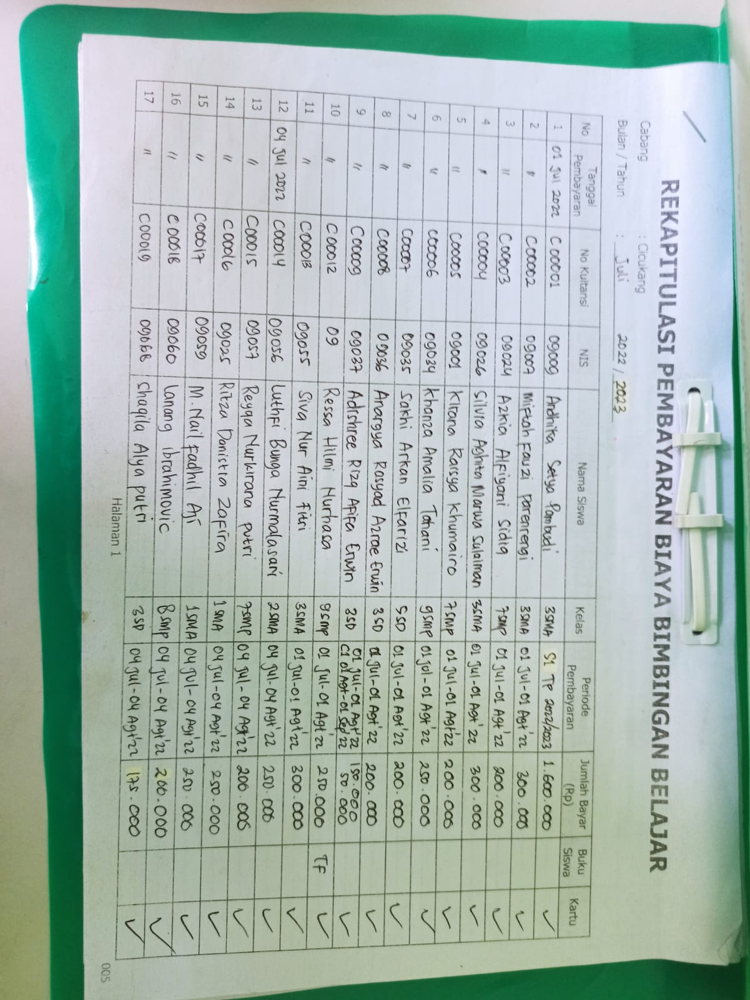 REKAPITULASI PEMBAYARAN BIAYA BIMBINGAN BELAJAR
Cabang : Cicukang
Bulan / Tahun : Juli 2022 / 2023
No Tanggal Pembayaran No Kuitansi NIS Nama Siswa Kelas Periode Pembayaran Jumlah Bayar (Rp) Buku Siswa Kartu
1 01 Jul 2022 C00001 09009 Ardhika Setya Pambudi 3SMA S1 TP 2022/2023 1.600.000 ✓
2 " C00002 09007 Miftah Fauzi Parenrengi 3SMA 01 Jul-01 Agt'22 300.000 ✓
3 " C00003 09024 Azkia Alfiyani Sidiq 7SMP 01 Jul-01 Agt'22 200.000 ✓
4 " C00004 09026 Silvia Aghita Marwa Sulaiman 3SMA 01 Jul-01 Agt'22 300.000 ✓
5 " C00005 09001 Kirana Raisya Khumairo 7SMP 01 Jul-01 Agt'22 200.000 ✓
6 " C00006 09034 Khanza Amalia Tahani 9SMP 01 Jul-01 Agt'22 250.000 ✓
7 " C00007 09035 Sakhi Arkan Elfarizi 5SD 01 Jul-01 Agt'22 200.000 ✓
8 " C00008 09036 Anargya Rasyad Azrae Erwin 3SD 01 Jul-01 Agt'22 200.000 ✓
9 " C00009 09037 Adrehree Rizq Afifa Erwin 3SD 01 Jul-01 Agt'22 150.000 ✓
C1 01 Agt-01 Sep'22 50.000
10 " C00012 09 Ressa Hilmi Nurhasa 9SMP 01 Jul-01 Agt'22 250.000 TF ✓
11 " C00013 09055 Siva Nur Aini Fitri 3SMA 01 Jul-01 Agt'22 300.000 ✓
12 04 Jul 2022 C00014 09056 Luthfi Bunga Nurmalasari 2SMA 04 Jul-04 Agt'22 250.000 ✓
13 " C00015 09057 Reyqa Nurkirana Putri 7SMP 04 Jul-04 Agt'22 200.000 ✓
14 " C00016 09025 Ritza Danistra Zafira 1SMA 04 Jul-04 Agt'22 250.000 ✓
15 " C00017 09059 M. Nail Fadhil Aji 1SMA 04 Jul-04 Agt'22 250.000 ✓
16 " C00018 09060 Lanang Ibrahimovic 8SMP 04 Jul-04 Agt'22 200.000 ✓
17 " C00019 09068 Shaqila Alya Putri 3SD 04 Jul-04 Agt'22 175.000 ✓
Halaman 1
005